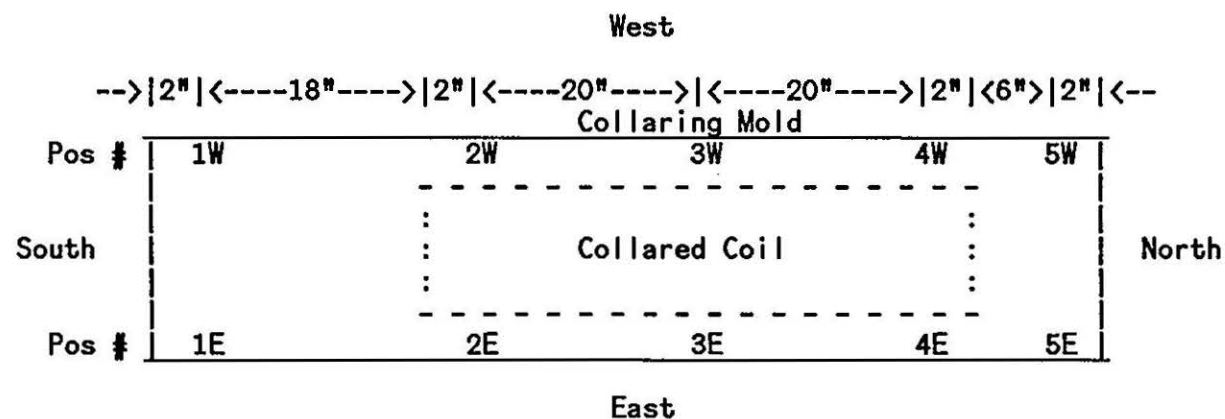 West
-->|2"|<----18"---->|2"|<----20"---->|<----20"---->|2"|<6">|2"|<--
Collaring Mold
Pos # 1W 2W 3W 4W 5W
South Collared Coil North
Pos # 1E 2E 3E 4E 5E
East